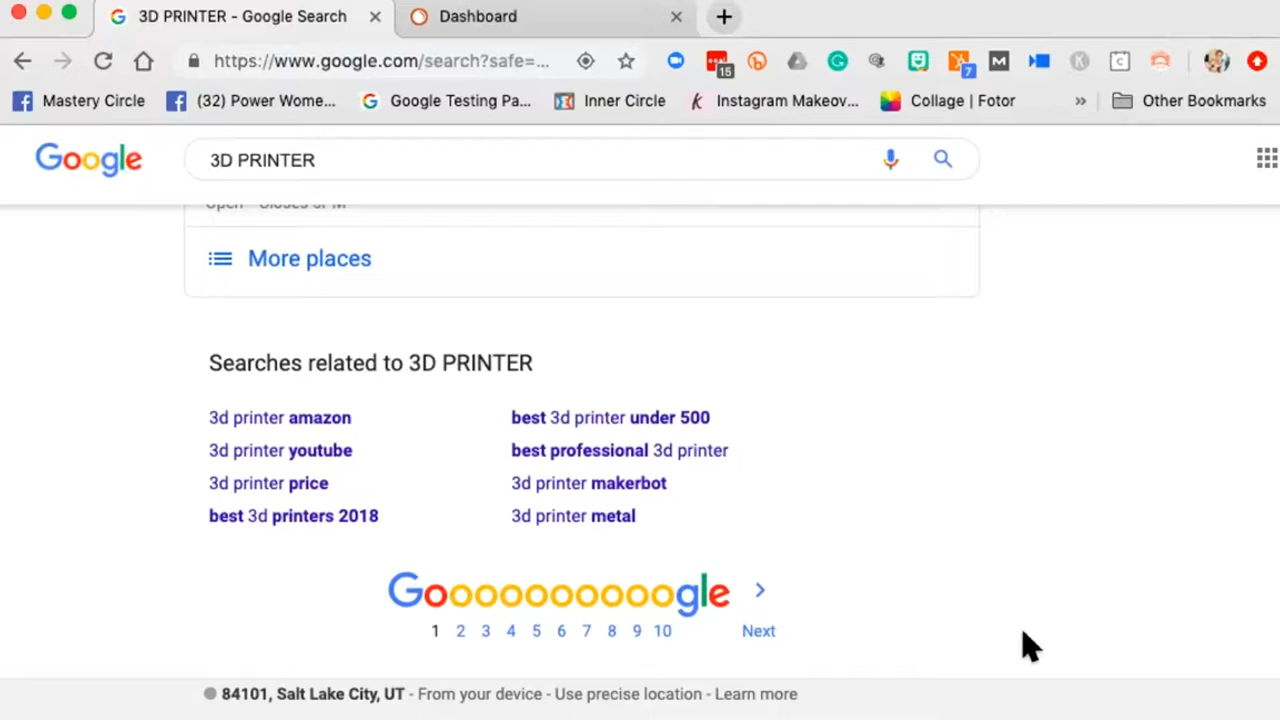 3D PRINTER - Google Search
Dashboard
https://www.google.com/search?safe=...
15
7
Mastery Circle
(32) Power Wome...
Google Testing Pa...
Inner Circle
Instagram Makeov...
Collage | Fotor
Other Bookmarks
Google
3D PRINTER
More places
Searches related to 3D PRINTER
3d printer amazon
best 3d printer under 500
3d printer youtube
best professional 3d printer
3d printer price
3d printer makerbot
best 3d printers 2018
3d printer metal
Goooooooooogle
1 2 3 4 5 6 7 8 9 10 Next
84101, Salt Lake City, UT - From your device - Use precise location - Learn more